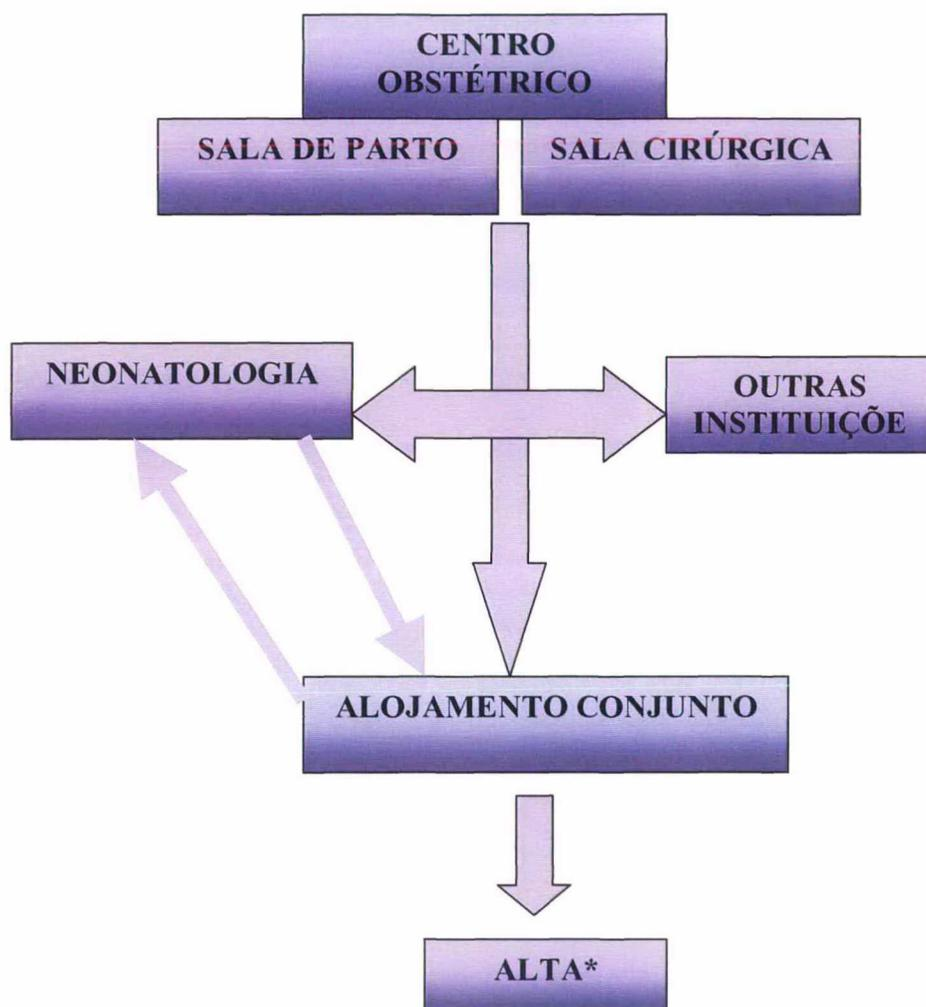 CENTRO
OBSTÉTRICO
SALA DE PARTO
SALA CIRÚRGICA
NEONATOLOGIA
OUTRAS
INSTITUIÇÕE
ALOJAMENTO CONJUNTO
ALTA*